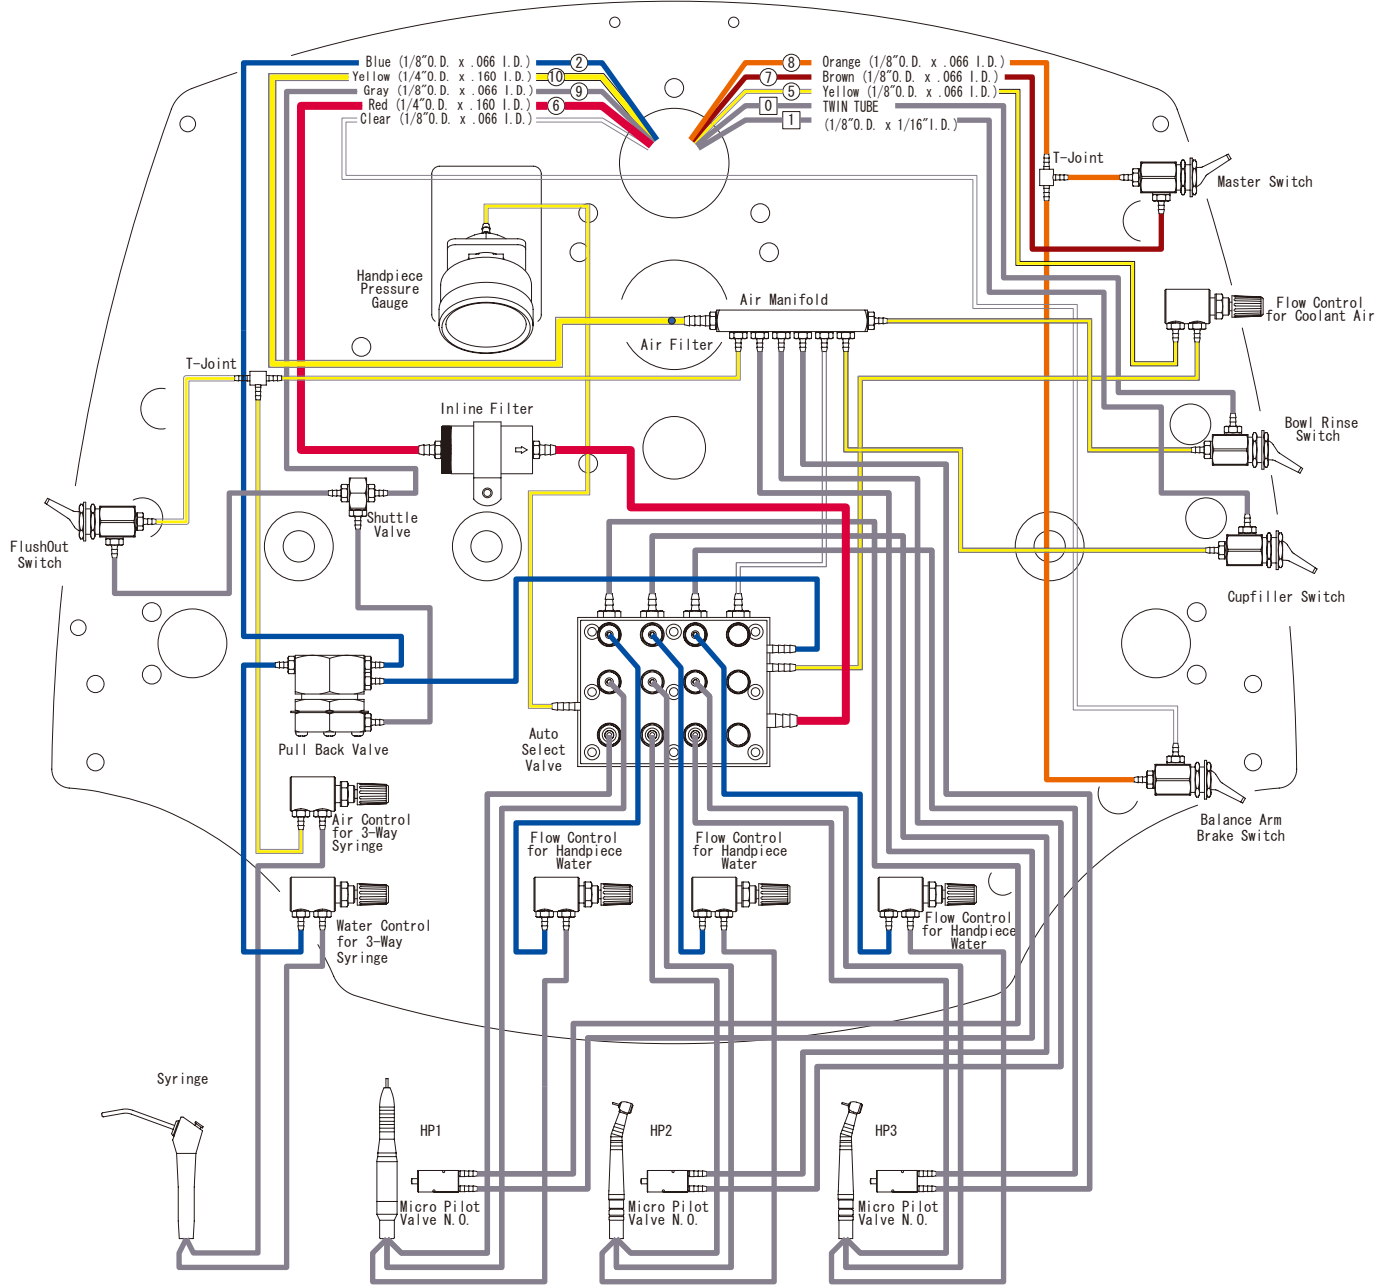 Blue (1/8"O.D. x .066 I.D.) 2
Yellow (1/4"O.D. x .160 I.D.) 10
Gray (1/8"O.D. x .066 I.D.) 9
Red (1/4"O.D. x .160 I.D.) 6
Clear (1/8"O.D. x .066 I.D.)
8 Orange (1/8"O.D. x .066 I.D.)
7 Brown (1/8"O.D. x .066 I.D.)
5 Yellow (1/8"O.D. x .066 I.D.)
0 TWIN TUBE
1 (1/8"O.D. x 1/16"I.D.)
T-Joint
Master Switch
Handpiece
Pressure
Gauge
Air Manifold
Flow Control
for Coolant Air
Air Filter
T-Joint
Inline Filter
Bowl Rinse
Switch
Shuttle
Valve
FlushOut
Switch
Cupfiller Switch
Pull Back Valve
Auto
Select
Valve
Air Control
for 3-Way
Syringe
Flow Control
for Handpiece
Water
Flow Control
for Handpiece
Water
Balance Arm
Brake Switch
Water Control
for 3-Way
Syringe
Flow Control
for Handpiece
Water
Syringe
HP1
HP2
HP3
Micro Pilot
Valve N.O.
Micro Pilot
Valve N.O.
Micro Pilot
Valve N.O.